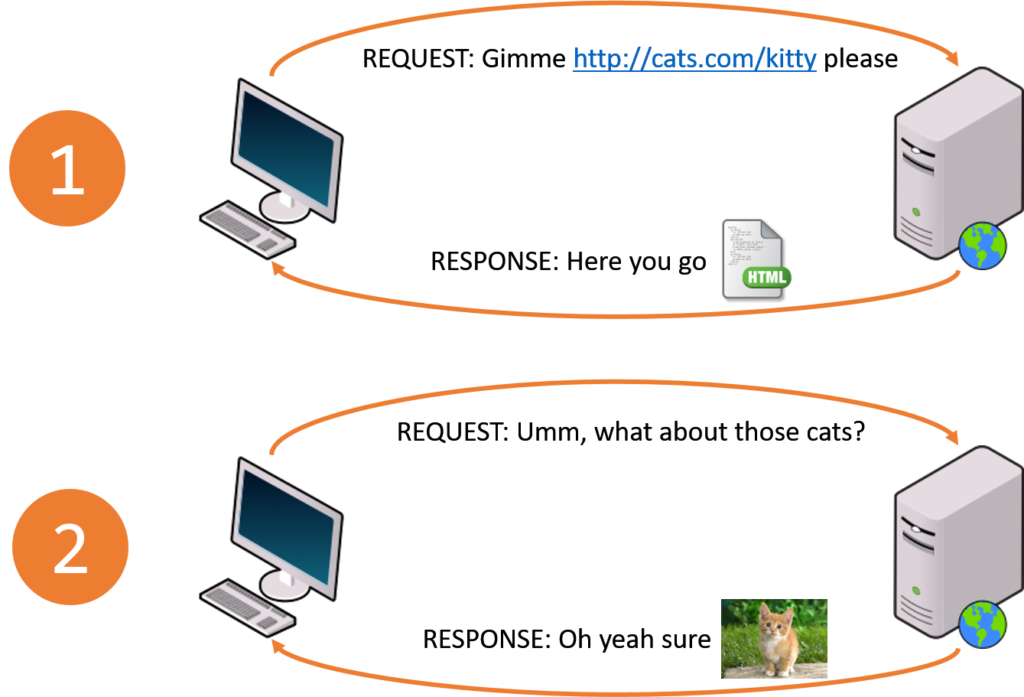 REQUEST: Gimme http://cats.com/kitty please
1
RESPONSE: Here you go
HTML
REQUEST: Umm, what about those cats?
2
RESPONSE: Oh yeah sure